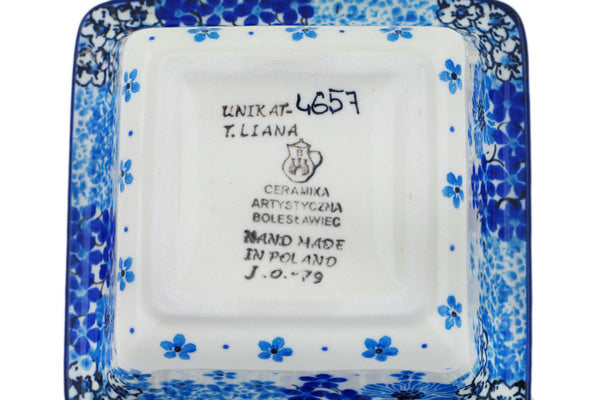 UNIKAT-4657
T.LIANA
CERAMIKA
ARTYSTYCZNA
BOLESŁAWIEC
HAND MADE
IN POLAND
J.O.-79